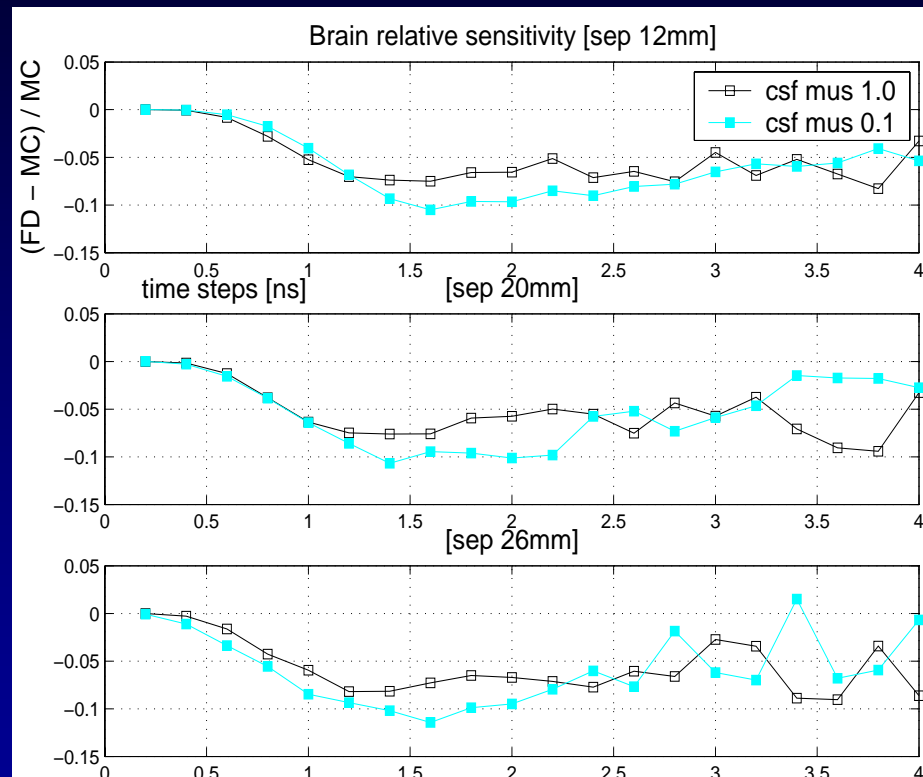 Brain relative sensitivity [sep 12mm]
(FD − MC) / MC
0.05
0
−0.05
−0.1
−0.15
csf mus 1.0
csf mus 0.1
0 0.5 1 1.5 2 2.5 3 3.5 4
time steps [ns]
[sep 20mm]
0.05
0
−0.05
−0.1
−0.15
0 0.5 1 1.5 2 2.5 3 3.5 4
[sep 26mm]
0.05
0
−0.05
−0.1
−0.15
0 0.5 1 1.5 2 2.5 3 3.5 4